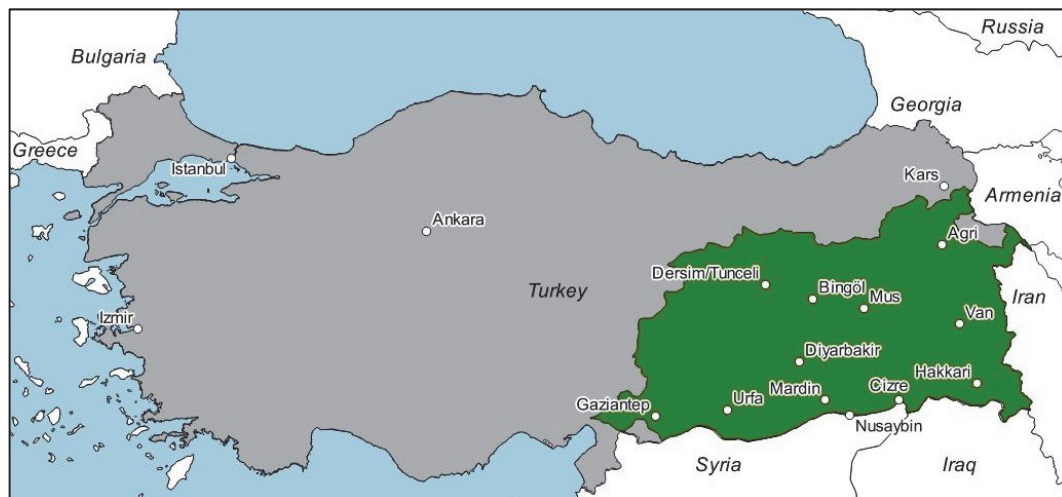 Russia
Bulgaria
Georgia
Greece
Istanbul
Kars
Armenia
Ankara
Agri
Dersim/Tunceli
Bingöl
Turkey
Mus
Iran
Izmir
Van
Diyarbakir
Hakkari
Mardin
Cizre
Gaziantep
Urfa
Nusaybin
Syria
Iraq